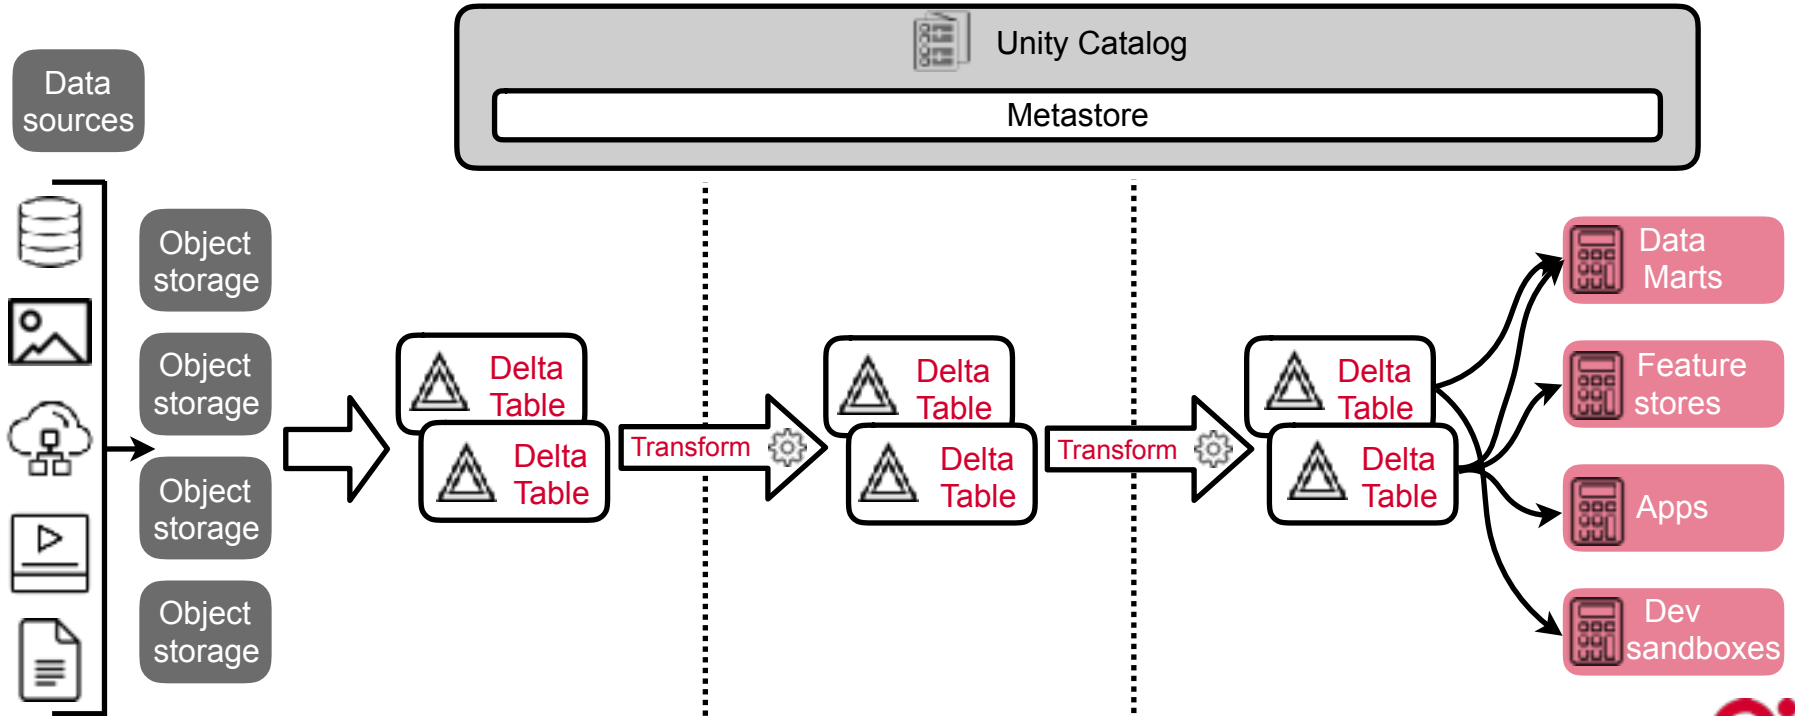 Unity Catalog
Metastore
Data
sources
Object
storage
Object
storage
Object
storage
Object
storage
Delta
Table
Delta
Table
Transform
Delta
Table
Delta
Table
Transform
Delta
Table
Delta
Table
Data
Marts
Feature
stores
Apps
Dev
sandboxes